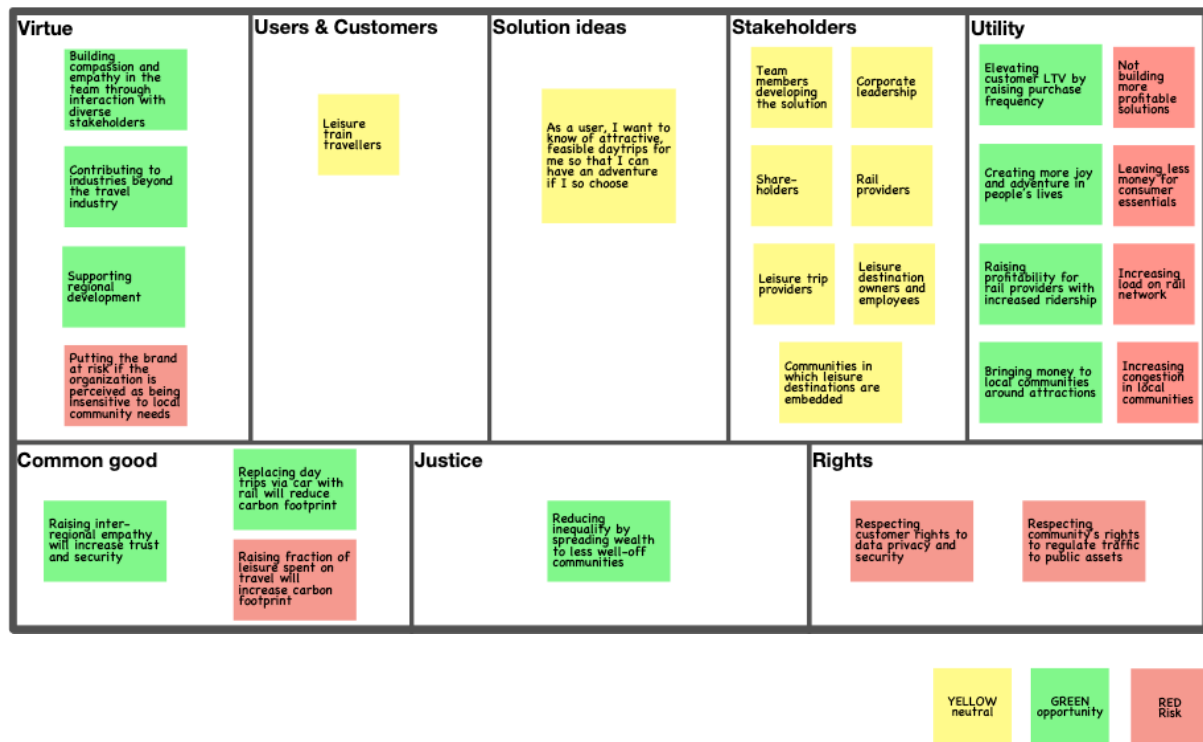 Virtue
Building
compassion and
empathy in the
team through
interaction with
diverse
stakeholders
Contributing to
industries beyond
the travel
industry
Supporting
regional
development
Putting the brand
at risk if the
organization is
perceived as being
insensitive to local
community needs
Users & Customers
Leisure
train
travellers
Solution ideas
As a user, I want to
know of attractive,
feasible daytrips for
me so that I can
have an adventure
if I so choose
Stakeholders
Team
members
developing
the solution
Corporate
leadership
Share-
holders
Rail
providers
Leisure trip
providers
Leisure
destination
owners and
employees
Communities in
which leisure
destinations are
embedded
Utility
Elevating
customer LTV by
raising purchase
frequency
Not
building
more
profitable
solutions
Creating more joy
and adventure in
people's lives
Leaving less
money for
consumer
essentials
Raising
profitability for
rail providers with
increased ridership
Increasing
load on rail
network
Bringing money to
local communities
around attractions
Increasing
congestion
in local
communities
Common good
Raising inter-
regional empathy
will increase trust
and security
Replacing day
trips via car with
rail will reduce
carbon footprint
Raising fraction of
leisure spent on
travel will
increase carbon
footprint
Justice
Reducing
inequality by
spreading wealth
to less well-off
communities
Rights
Respecting
customer rights to
data privacy and
security
Respecting
community's rights
to regulate traffic
to public assets
YELLOW
neutral
GREEN
opportunity
RED
Risk